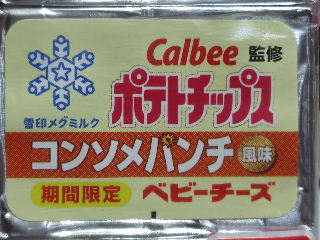 Calbee 監修
ポテトチップス
雪印メグミルク
コンソメパンチ 風味
期間限定 ベビーチーズ